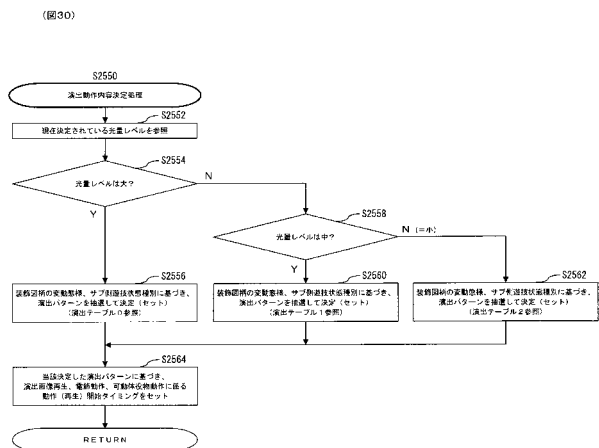 (図30)
S2550
演出動作内容決定処理
S2552
現在決定されている光量レベルを参照
S2554
光量レベルは大?
N
Y
S2558
光量レベルは中?
N (=小)
Y
S2556
装飾図柄の変動態様、サブ側遊技状態種別に基づき、
演出パターンを抽選して決定(セット)
(演出テーブル0参照)
S2560
装飾図柄の変動態様、サブ側遊技状態種別に基づき、
演出パターンを抽選して決定(セット)
(演出テーブル1参照)
S2562
装飾図柄の変動態様、サブ側遊技状態種別に基づき、
演出パターンを抽選して決定(セット)
(演出テーブル2参照)
S2564
当該決定した演出パターンに基づき、
演出画像再生、電飾動作、可動体役物動作に係る
動作(再生)開始タイミングをセット
RETURN